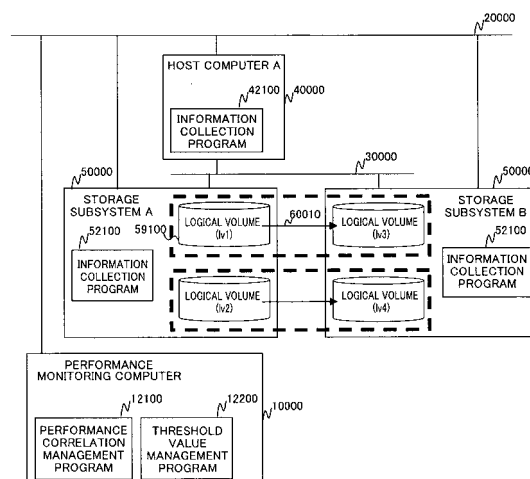 20000
HOST COMPUTER A
42100
40000
INFORMATION
COLLECTION
PROGRAM
50000
30000
50000
STORAGE
SUBSYSTEM A
LOGICAL VOLUME
(lv1)
60010
LOGICAL VOLUME
(lv3)
STORAGE
SUBSYSTEM B
52100
59100
52100
INFORMATION
COLLECTION
PROGRAM
LOGICAL VOLUME
(lv2)
LOGICAL VOLUME
(lv4)
INFORMATION
COLLECTION
PROGRAM
PERFORMANCE
MONITORING COMPUTER
12100
12200
10000
PERFORMANCE
CORRELATION
MANAGEMENT
PROGRAM
THRESHOLD
VALUE
MANAGEMENT
PROGRAM